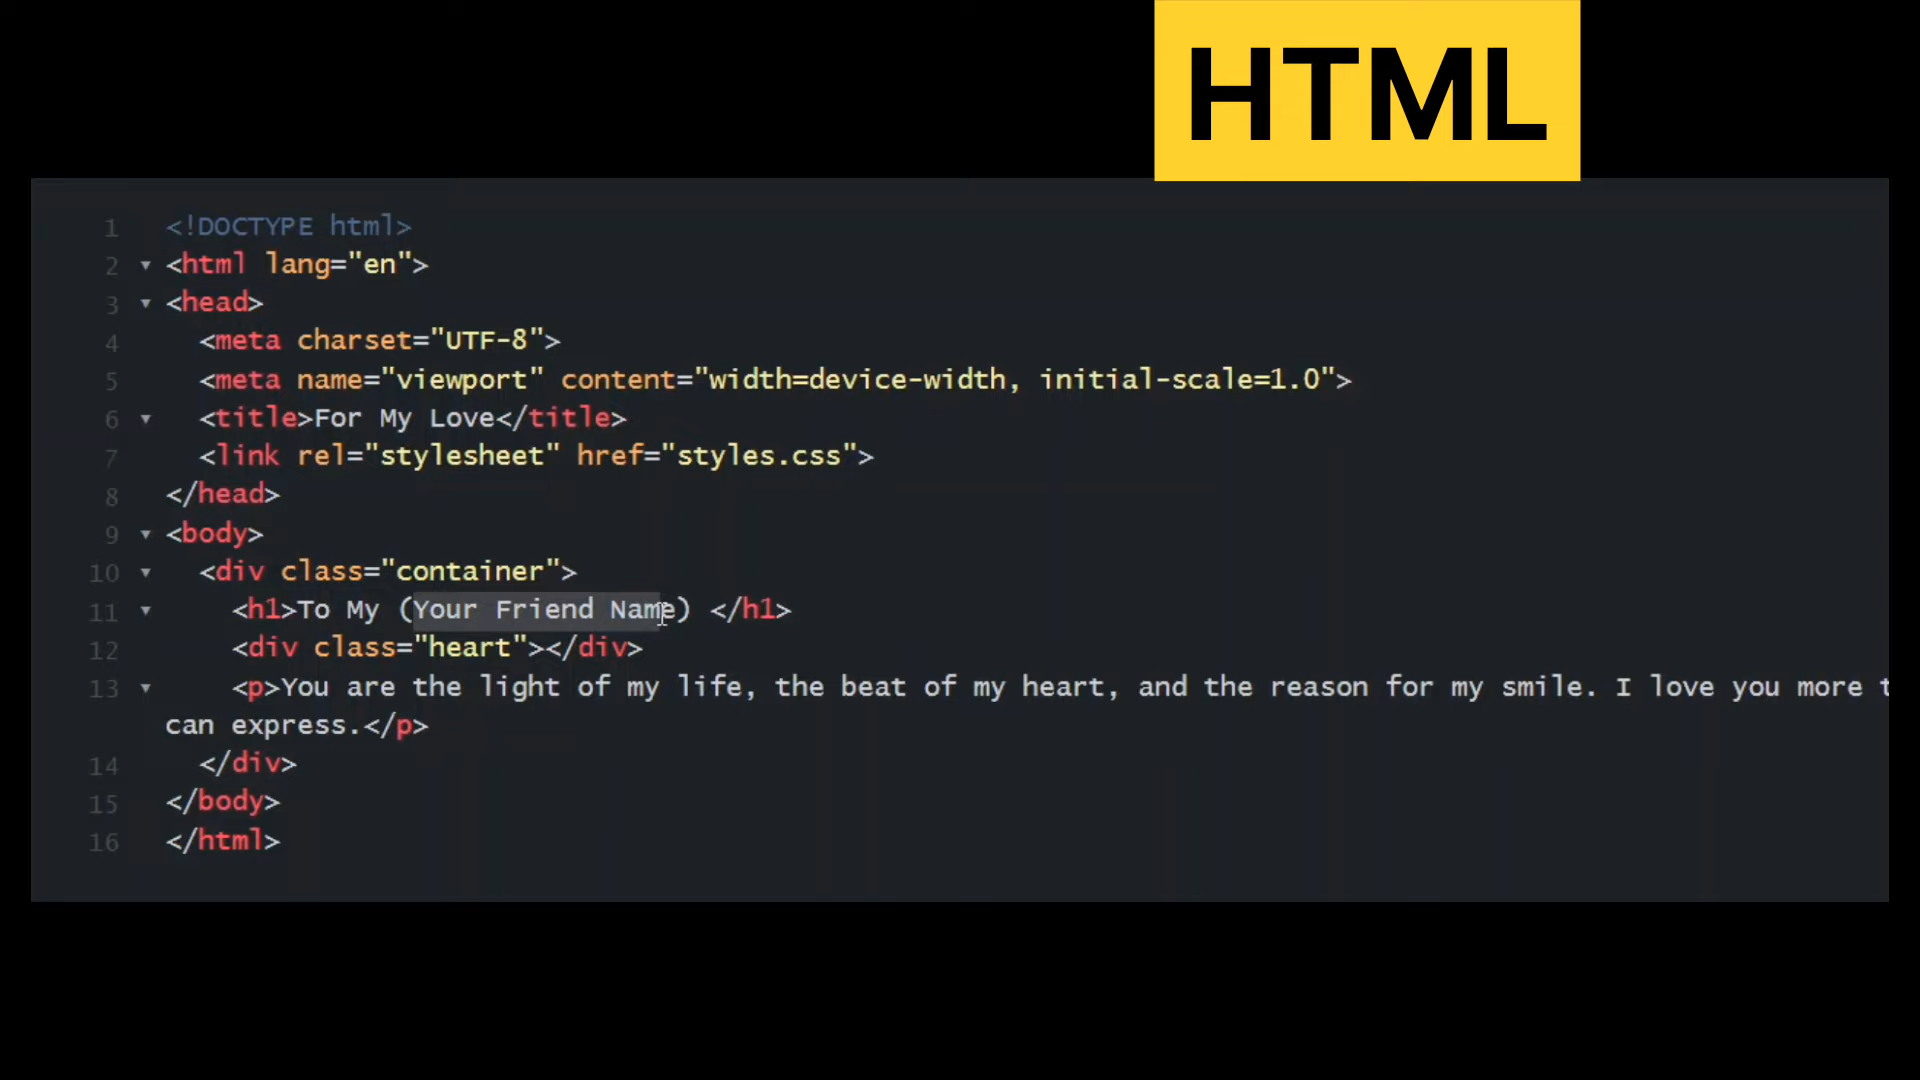 HTML
1 <!DOCTYPE html>
2 <html lang="en">
3 <head>
4 <meta charset="UTF-8">
5 <meta name="viewport" content="width=device-width, initial-scale=1.0">
6 <title>For My Love</title>
7 <link rel="stylesheet" href="styles.css">
8 </head>
9 <body>
10 <div class="container">
11 <h1>To My (Your Friend Name) </h1>
12 <div class="heart"></div>
13 <p>You are the light of my life, the beat of my heart, and the reason for my smile. I love you more
can express.</p>
14 </div>
15 </body>
16 </html>